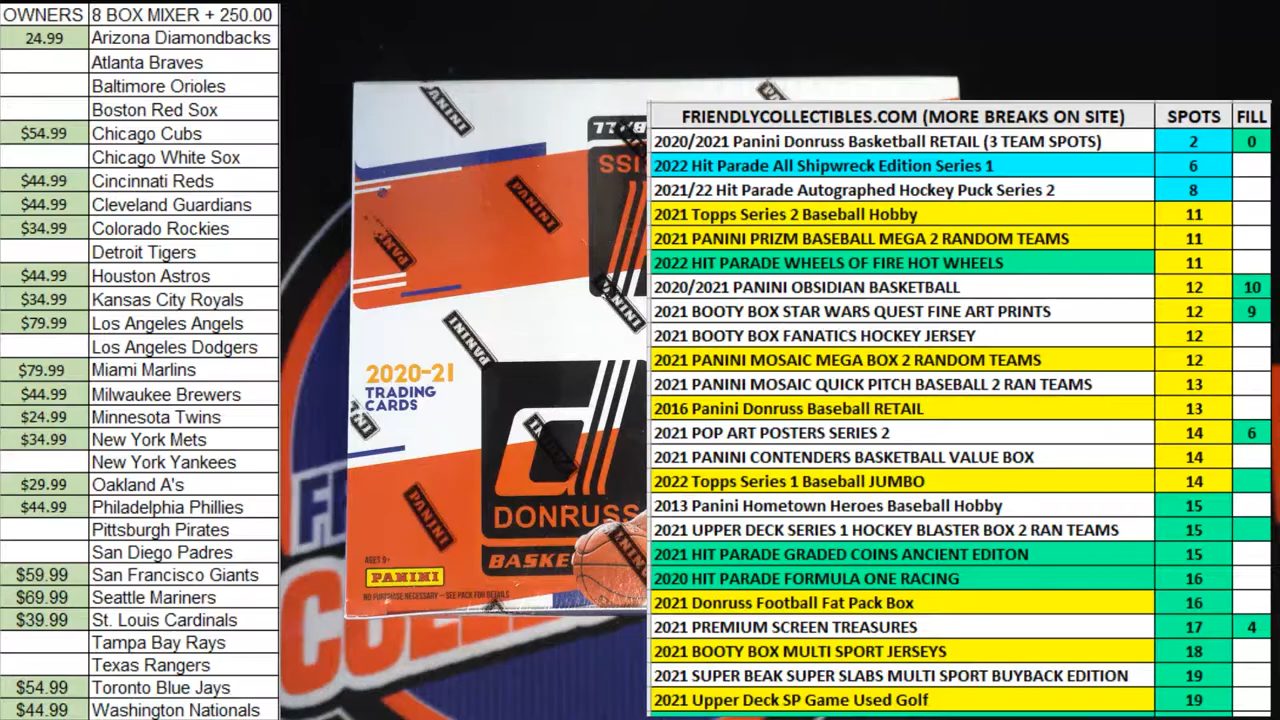 OWNERS 8 BOX MIXER + 250.00
24.99 Arizona Diamondbacks
Atlanta Braves
Baltimore Orioles
Boston Red Sox
$54.99 Chicago Cubs
Chicago White Sox
$44.99 Cincinnati Reds
$44.99 Cleveland Guardians
$34.99 Colorado Rockies
Detroit Tigers
$44.99 Houston Astros
$34.99 Kansas City Royals
$79.99 Los Angeles Angels
Los Angeles Dodgers
$79.99 Miami Marlins
$44.99 Milwaukee Brewers
$24.99 Minnesota Twins
$34.99 New York Mets
New York Yankees
$29.99 Oakland A's
$44.99 Philadelphia Phillies
Pittsburgh Pirates
San Diego Padres
$59.99 San Francisco Giants
$69.99 Seattle Mariners
$39.99 St. Louis Cardinals
Tampa Bay Rays
Texas Rangers
$54.99 Toronto Blue Jays
$44.99 Washington Nationals
PANINI
PANINI
PANINI
PANINI
PANINI
2020-21
TRADING
CARDS
DONRUSS
BASKE
PANINI
AGES 9+
PANINI
NO PURCHASE NECESSARY – SEE PACK FOR DETAILS
FRIENDLYCOLLECTIBLES.COM (MORE BREAKS ON SITE) SPOTS FILL
2020/2021 Panini Donruss Basketball RETAIL (3 TEAM SPOTS) 2 0
2022 Hit Parade All Shipwreck Edition Series 1 6
2021/22 Hit Parade Autographed Hockey Puck Series 2 8
2021 Topps Series 2 Baseball Hobby 11
2021 PANINI PRIZM BASEBALL MEGA 2 RANDOM TEAMS 11
2022 HIT PARADE WHEELS OF FIRE HOT WHEELS 11
2020/2021 PANINI OBSIDIAN BASKETBALL 12 10
2021 BOOTY BOX STAR WARS QUEST FINE ART PRINTS 12 9
2021 BOOTY BOX FANATICS HOCKEY JERSEY 12
2021 PANINI MOSAIC MEGA BOX 2 RANDOM TEAMS 12
2021 PANINI MOSAIC QUICK PITCH BASEBALL 2 RAN TEAMS 13
2016 Panini Donruss Baseball RETAIL 13
2021 POP ART POSTERS SERIES 2 14 6
2021 PANINI CONTENDERS BASKETBALL VALUE BOX 14
2022 Topps Series 1 Baseball JUMBO 14
2013 Panini Hometown Heroes Baseball Hobby 15
2021 UPPER DECK SERIES 1 HOCKEY BLASTER BOX 2 RAN TEAMS 15
2021 HIT PARADE GRADED COINS ANCIENT EDITON 15
2020 HIT PARADE FORMULA ONE RACING 16
2021 Donruss Football Fat Pack Box 16
2021 PREMIUM SCREEN TREASURES 17 4
2021 BOOTY BOX MULTI SPORT JERSEYS 18
2021 SUPER BEAK SUPER SLABS MULTI SPORT BUYBACK EDITION 19
2021 Upper Deck SP Game Used Golf 19